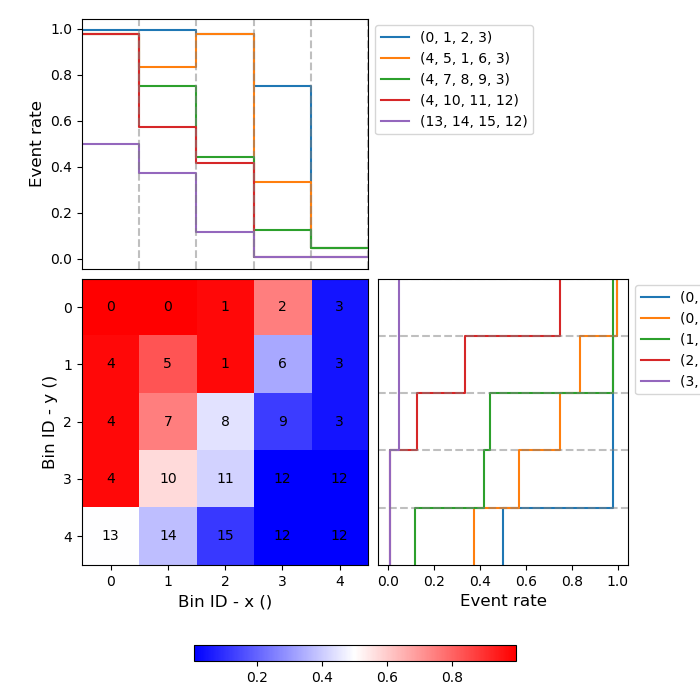 1.0
0.8
0.6
0.4
0.2
0.0
Event rate
(0, 1, 2, 3)
(4, 5, 1, 6, 3)
(4, 7, 8, 9, 3)
(4, 10, 11, 12)
(13, 14, 15, 12)
Bin ID - y ()
0 0 0 1 2 3
1 4 5 1 6 3
2 4 7 8 9 3
3 4 10 11 12 12
4 13 14 15 12 12
0 1 2 3 4
Bin ID - x ()
(0,
(0,
(1,
(2,
(3,
0.0 0.2 0.4 0.6 0.8 1.0
Event rate
0.2 0.4 0.6 0.8